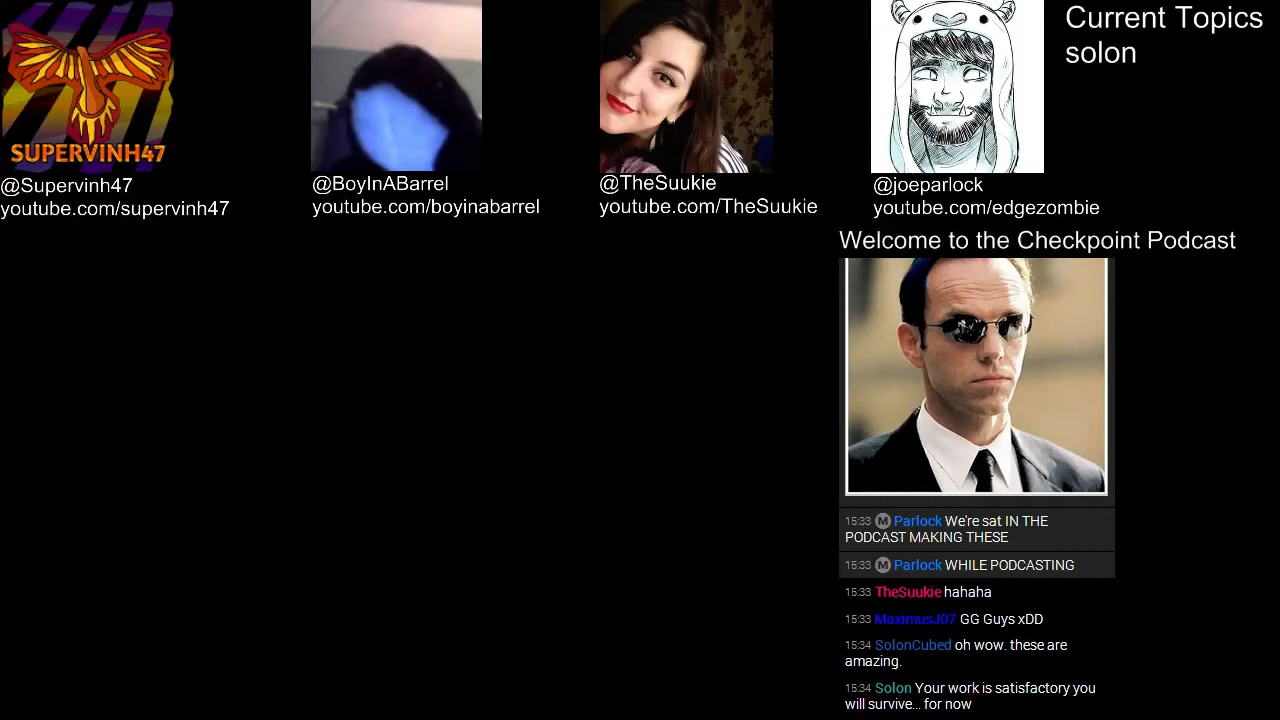 SUPERVINH47
@Supervinh47
youtube.com/supervinh47
@BoyInABarrel
youtube.com/boyinabarrel
@TheSuukie
youtube.com/TheSuukie
@joeparlock
youtube.com/edgezombie
Current Topics
solon
Welcome to the Checkpoint Podcast
15:33 M Parlock We're sat IN THE
PODCAST MAKING THESE
15:33 M Parlock WHILE PODCASTING
15:33 TheSuukie hahaha
15:33 MaximusJ07 GG Guys xDD
15:34 SolonCubed oh wow. these are
amazing.
15:34 Solon Your work is satisfactory you
will survive... for now